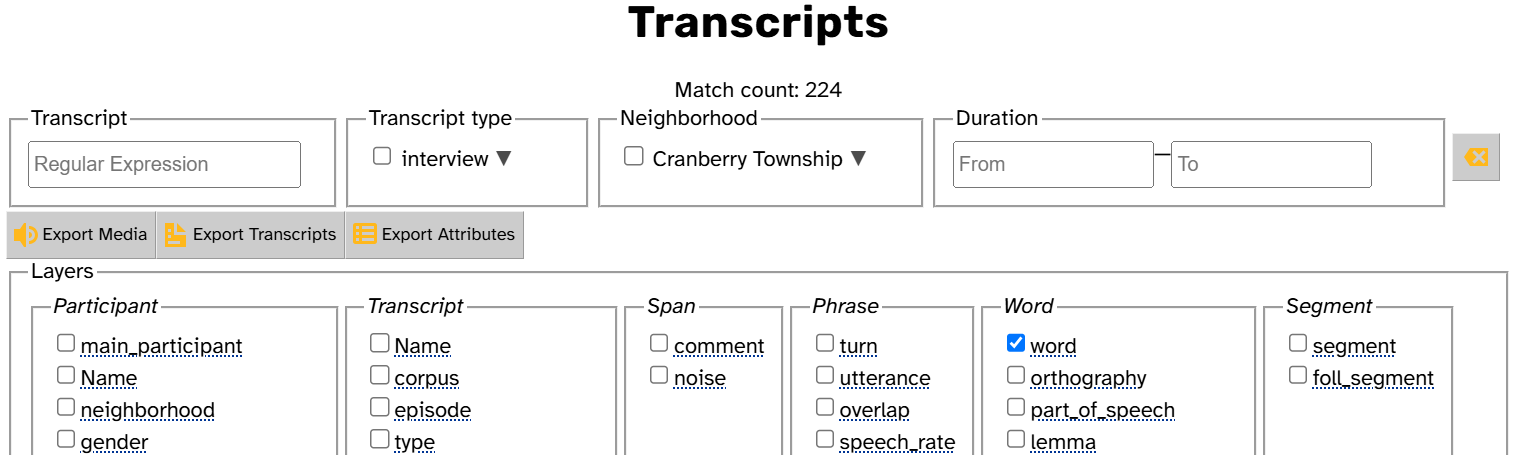 Transcripts
Match count: 224
Transcript Transcript type Neighborhood Duration
Regular Expression interview ▼ Cranberry Township ▼ From — To
Export Media Export Transcripts Export Attributes
Layers
Participant Transcript Span Phrase Word Segment
main_participant Name comment turn word segment
Name corpus noise utterance orthography foll_segment
neighborhood episode overlap part_of_speech
gender type speech_rate lemma